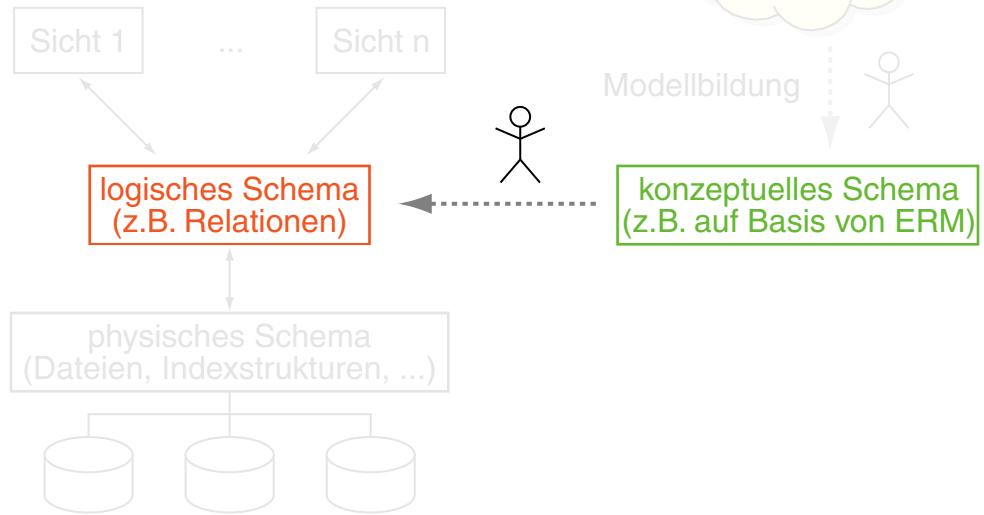 Sicht 1
...
Sicht n
Modellbildung
logisches Schema
(z.B. Relationen)
konzeptuelles Schema
(z.B. auf Basis von ERM)
physisches Schema
(Dateien, Indexstrukturen, ...)